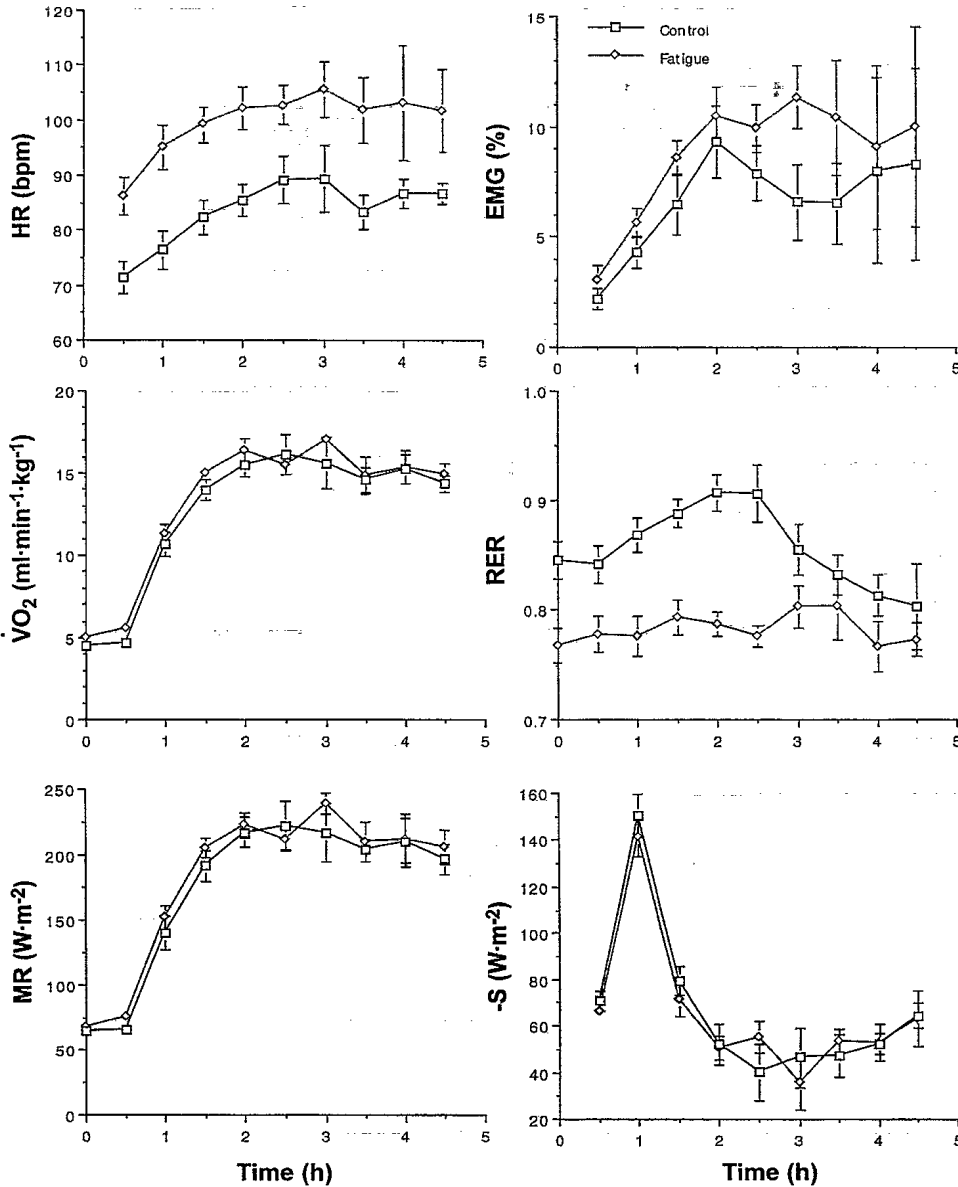 HR (bpm)
120
110
100
90
80
70
60
0 1 2 3 4 5
EMG (%)
15
10
5
0
0 1 2 3 4 5
Control
Fatigue
V̇O2 (ml·min-1·kg-1)
20
15
10
5
0
0 1 2 3 4 5
RER
1.0
0 9
0.8
0.7
0 1 2 3 4 5
MR (W·m-2)
250
200
150
100
50
0
0 1 2 3 4 5
Time (h)
-S (W·m-2)
160
140
120
100
80
60
40
20
0 1 2 3 4 5
Time (h)